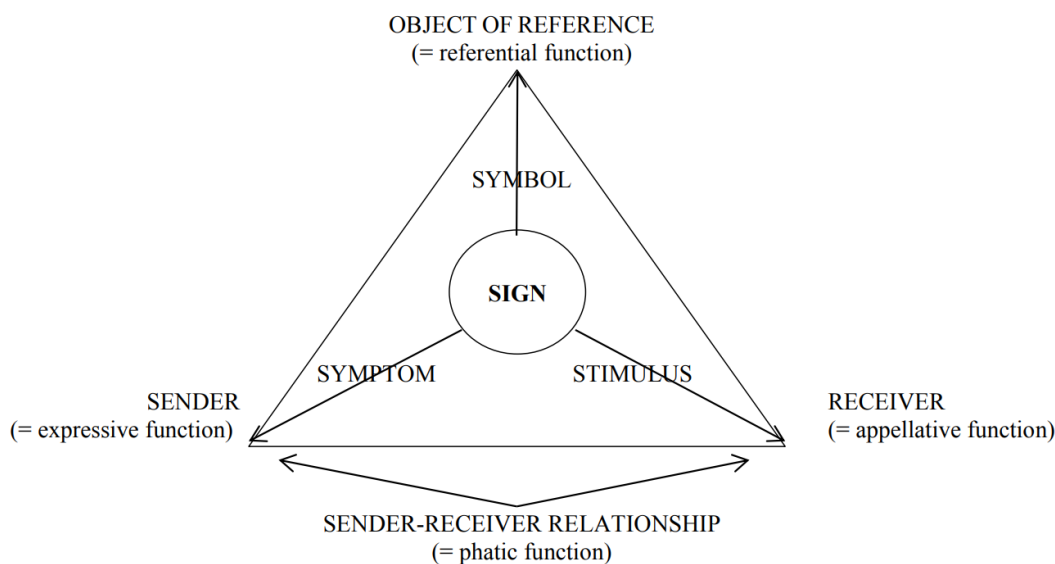 OBJECT OF REFERENCE
(= referential function)
SYMBOL
SIGN
SYMPTOM
STIMULUS
SENDER
(= expressive function)
RECEIVER
(= appellative function)
SENDER-RECEIVER RELATIONSHIP
(= phatic function)